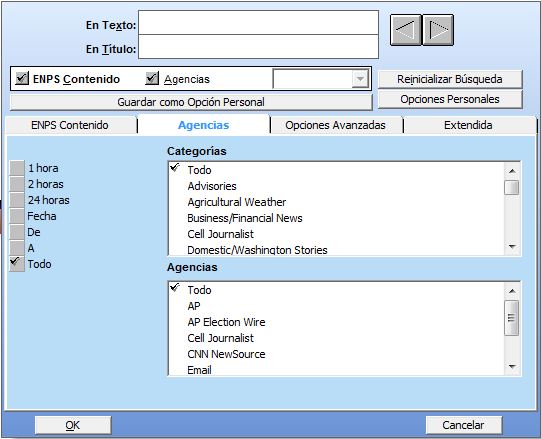 En Texto:
En Título:
ENPS Contenido
Agencias
Reinicializar Búsqueda
Guardar como Opción Personal
Opciones Personales
ENPS Contenido
Agencias
Opciones Avanzadas
Extendida
1 hora
2 horas
24 horas
Fecha
De
A
Todo
Categorías
Todo
Advisories
Agricultural Weather
Business/Financial News
Cell Journalist
Domestic/Washington Stories
Agencias
Todo
AP
AP Election Wire
Cell Journalist
CNN NewSource
Email
OK
Cancelar